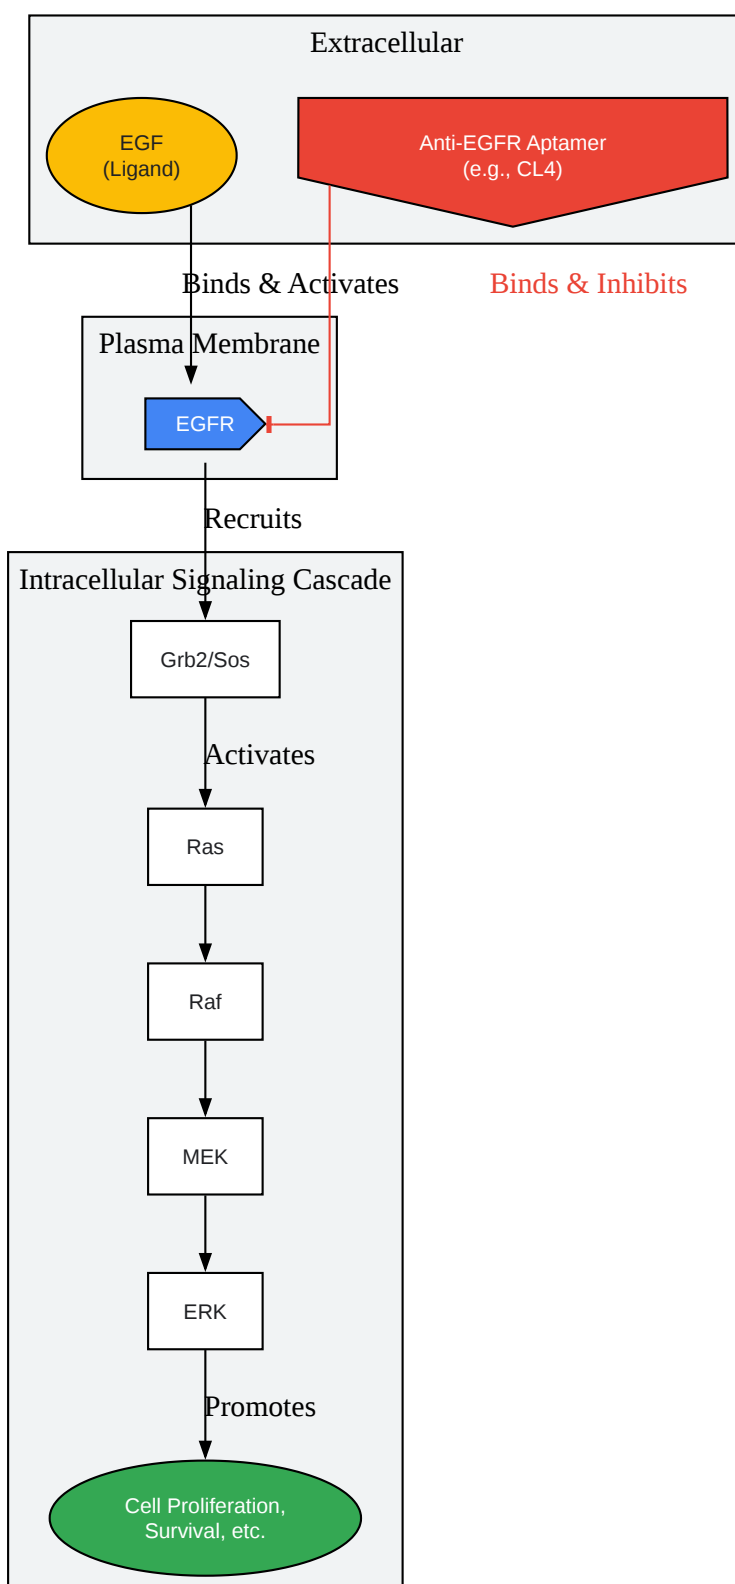 Extracellular
EGF
(Ligand)
Anti-EGFR Aptamer
(e.g., CL4)
Binds & Activates
Binds & Inhibits
Plasma Membrane
EGFR
Recruits
Intracellular Signaling Cascade
Grb2/Sos
Activates
Ras
Raf
MEK
ERK
Promotes
Cell Proliferation,
Survival, etc.